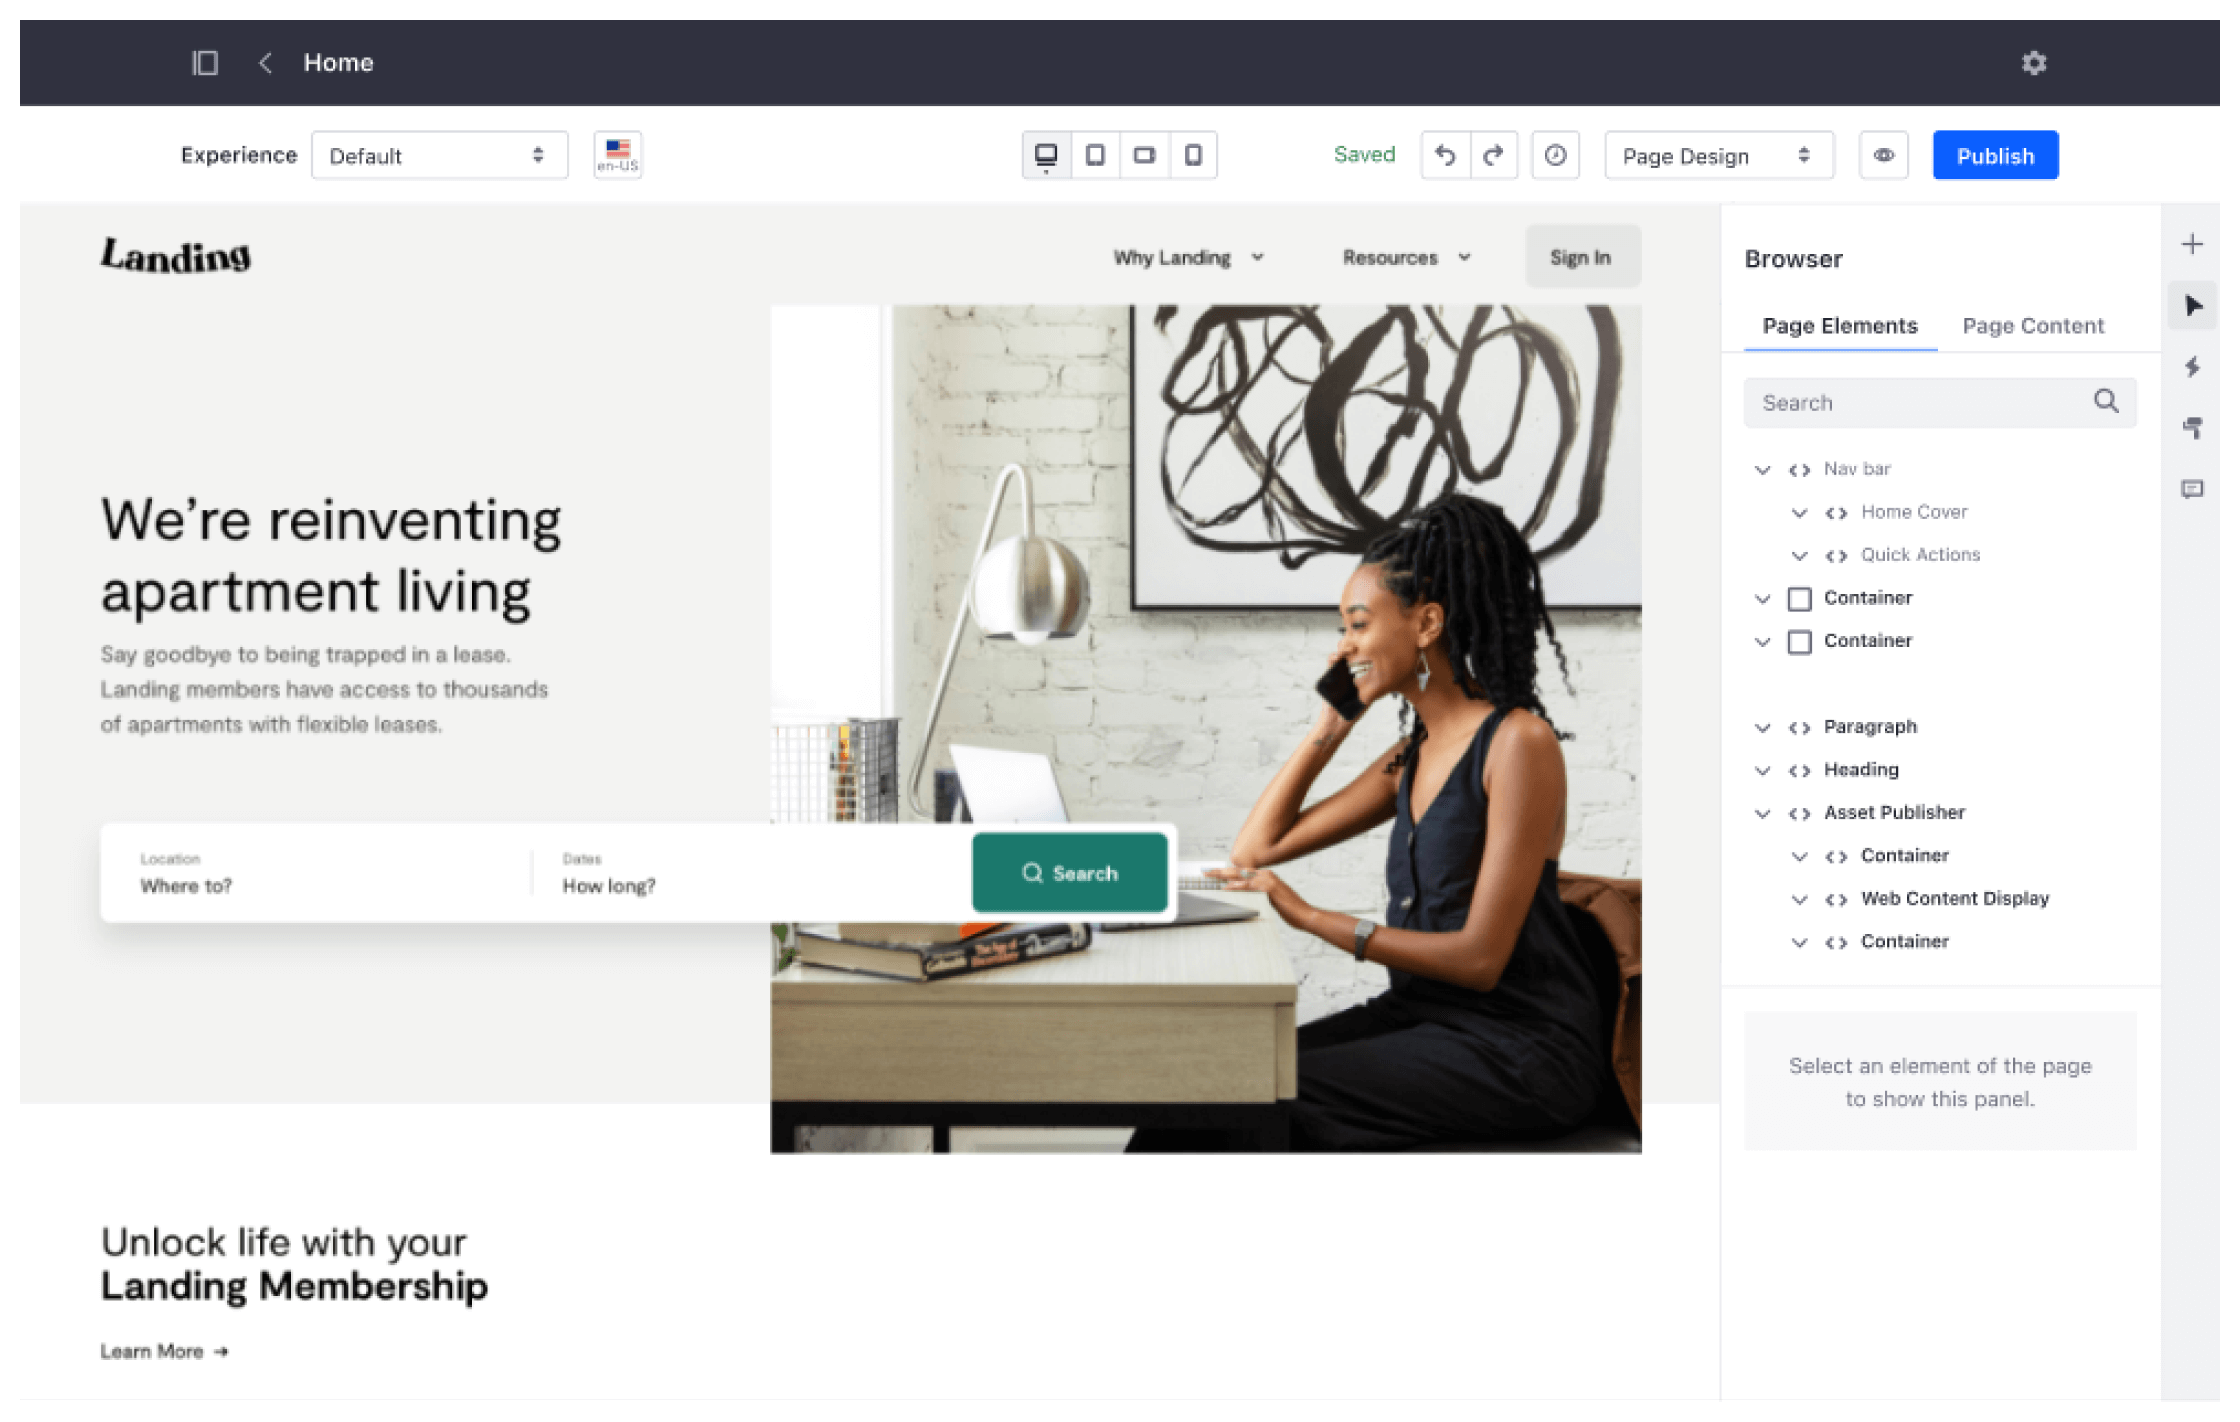 Home
Experience
Default
en-US
Saved
Page Design
Publish
Landing
Why Landing
Resources
Sign In
We're reinventing
apartment living
Say goodbye to being trapped in a lease.
Landing members have access to thousands
of apartments with flexible leases.
Location
Where to?
Dates
How long?
Search
Unlock life with your
Landing Membership
Learn More →
Browser
Page Elements
Page Content
Search
Nav bar
Home Cover
Quick Actions
Container
Container
Paragraph
Heading
Asset Publisher
Container
Web Content Display
Container
Select an element of the page
to show this panel.